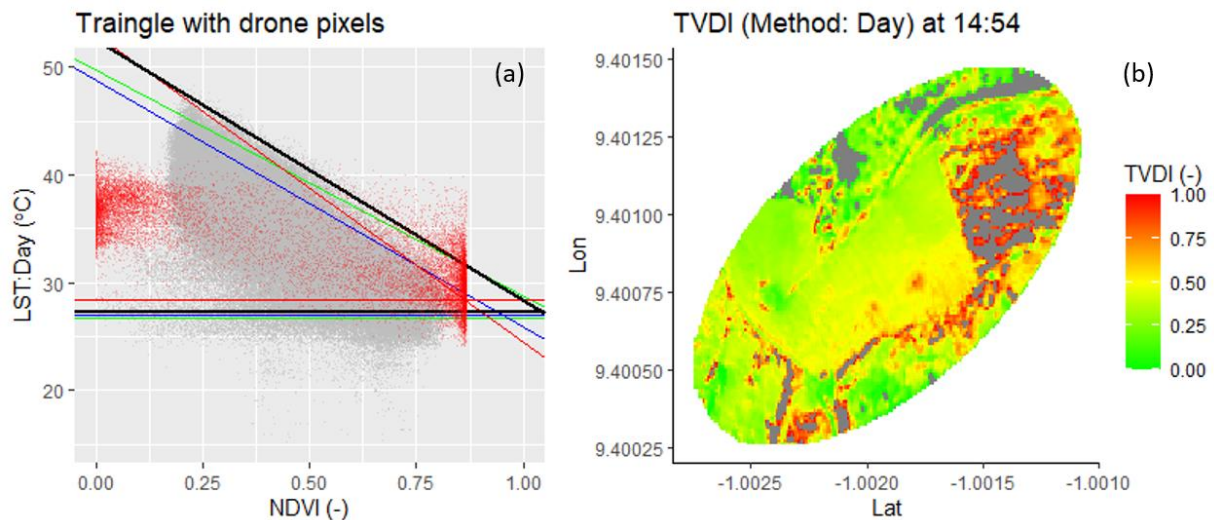 Traingle with drone pixels
(a)
50
40
30
20
LST:Day (°C)
0.00 0.25 0.50 0.75 1.00
NDVI (-)
TVDI (Method: Day) at 14:54
(b)
9.40150
9.40125
9.40100
9.40075
9.40050
9.40025
Lon
-1.0025 -1.0020 -1.0015 -1.0010
Lat
TVDI (-)
1.00
0.75
0.50
0.25
0.00